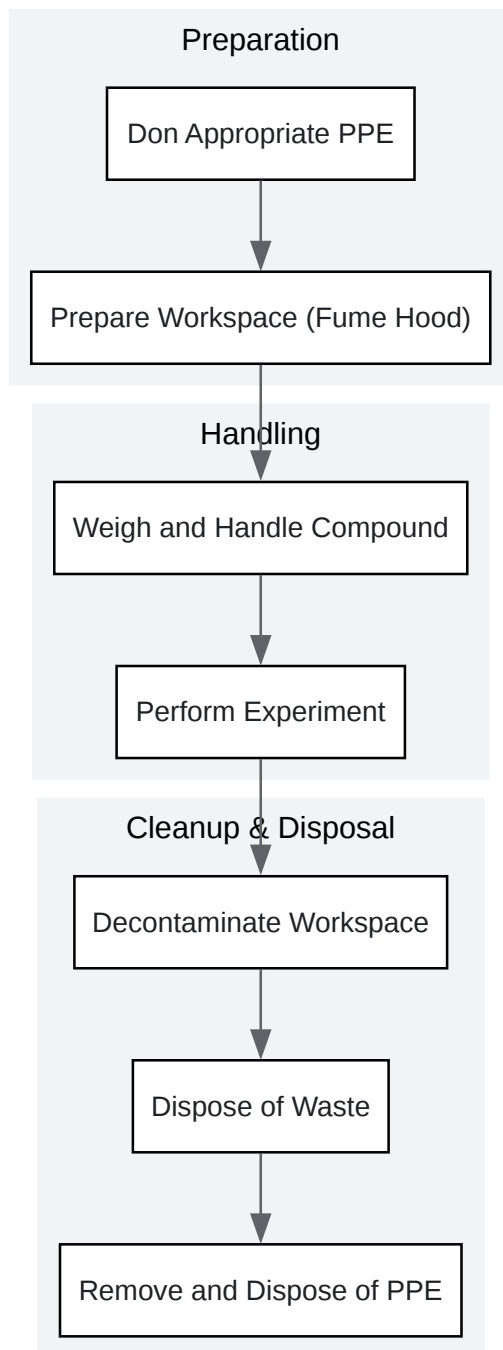 Preparation
Don Appropriate PPE
Prepare Workspace (Fume Hood)
Handling
Weigh and Handle Compound
Perform Experiment
Cleanup & Disposal
Decontaminate Workspace
Dispose of Waste
Remove and Dispose of PPE